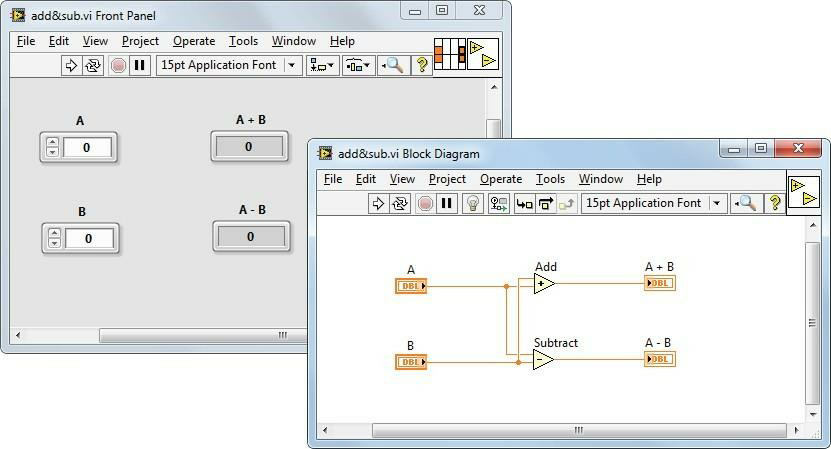 add&sub.vi Front Panel
File Edit View Project Operate Tools Window Help
15pt Application Font
A
0
A + B
0
B
0
A - B
0
add&sub.vi Block Diagram
File Edit View Project Operate Tools Window Help
15pt Application Font
A
DBL
Add
A + B
DBL
B
DBL
Subtract
A - B
DBL